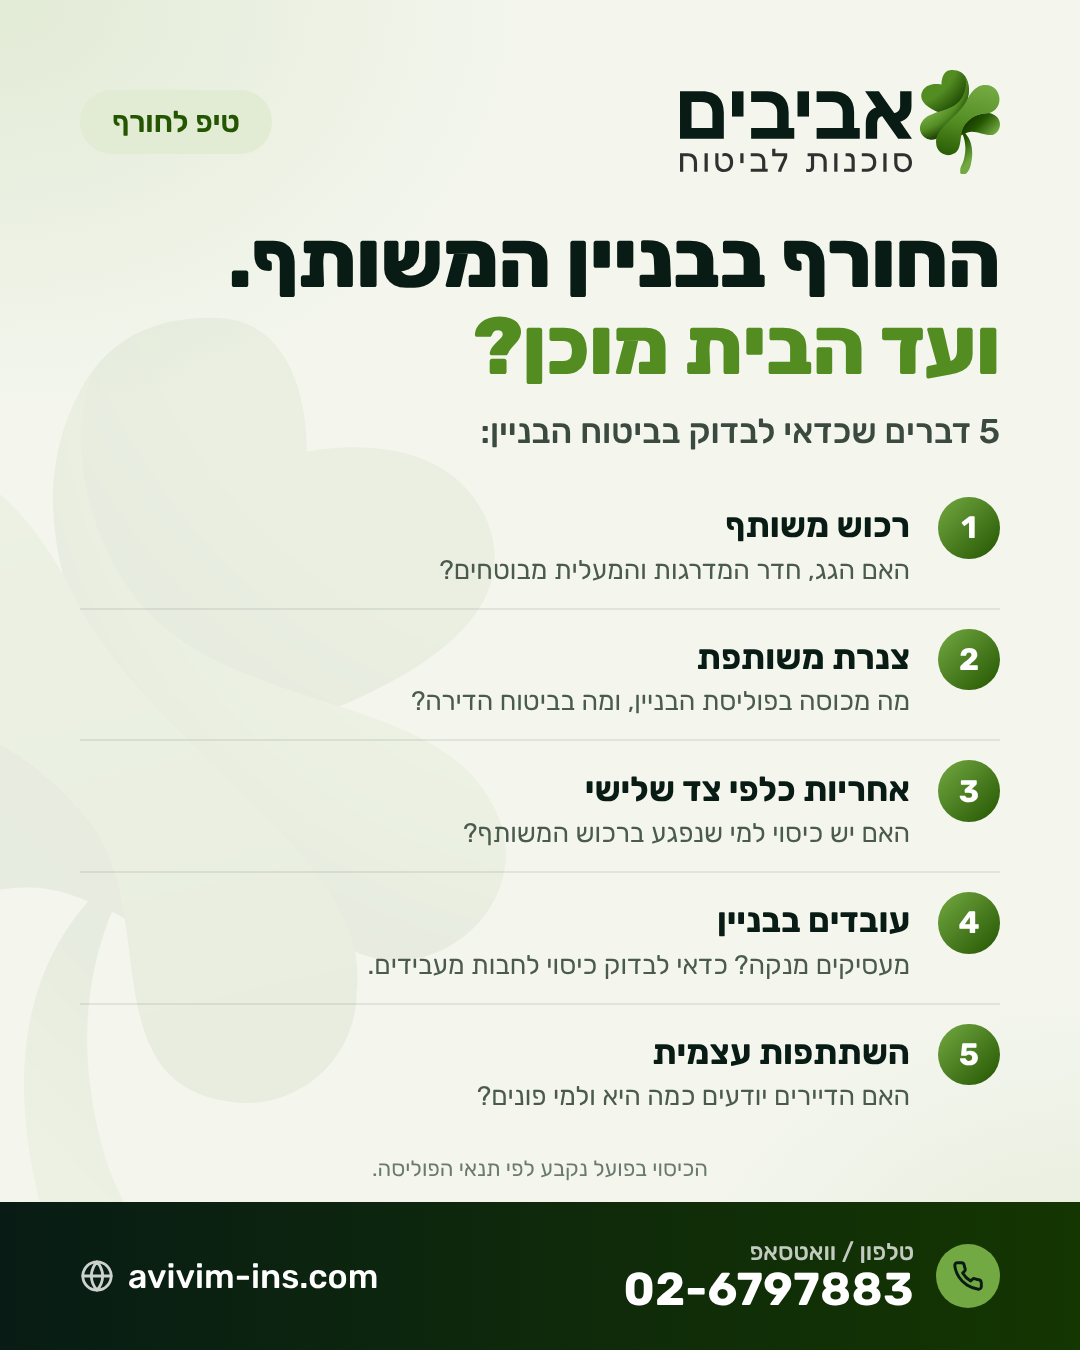 אביבים
סוכנות לביטוח
טיפ לחורף
החורף בבניין המשותף.
ועד הבית מוכן?
5 דברים שכדאי לבדוק בביטוח הבניין:
1
רכוש משותף
האם הגג, חדר המדרגות והמעלית מבוטחים?
2
צנרת משותפת
מה מכוסה בפוליסת הבניין, ומה בביטוח הדירה?
3
אחריות כלפי צד שלישי
האם יש כיסוי למי שנפגע ברכוש המשותף?
4
עובדים בבניין
מעסיקים מנקה? כדאי לבדוק כיסוי לחבות מעבידים.
5
השתתפות עצמית
האם הדיירים יודעים כמה היא ולמי פונים?
הכיסוי בפועל נקבע לפי תנאי הפוליסה.
טלפון / וואטסאפ
02-6797883
avivim-ins.com